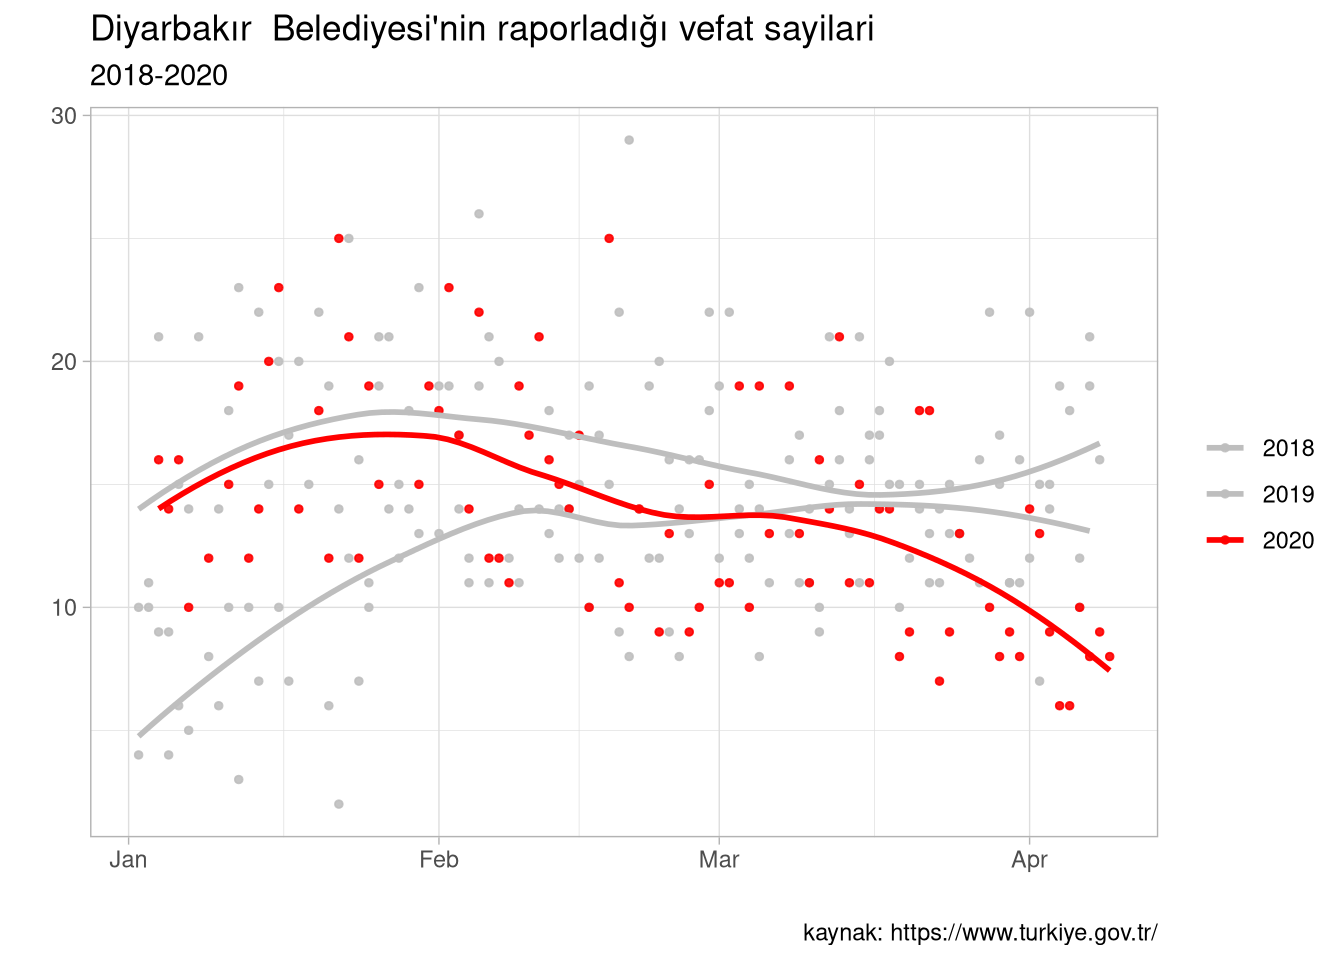 Diyarbakır  Belediyesi'nin raporladığı vefat sayilari
2018-2020
30
20
10
Jan Feb Mar Apr
2018
2019
2020
kaynak: https://www.turkiye.gov.tr/